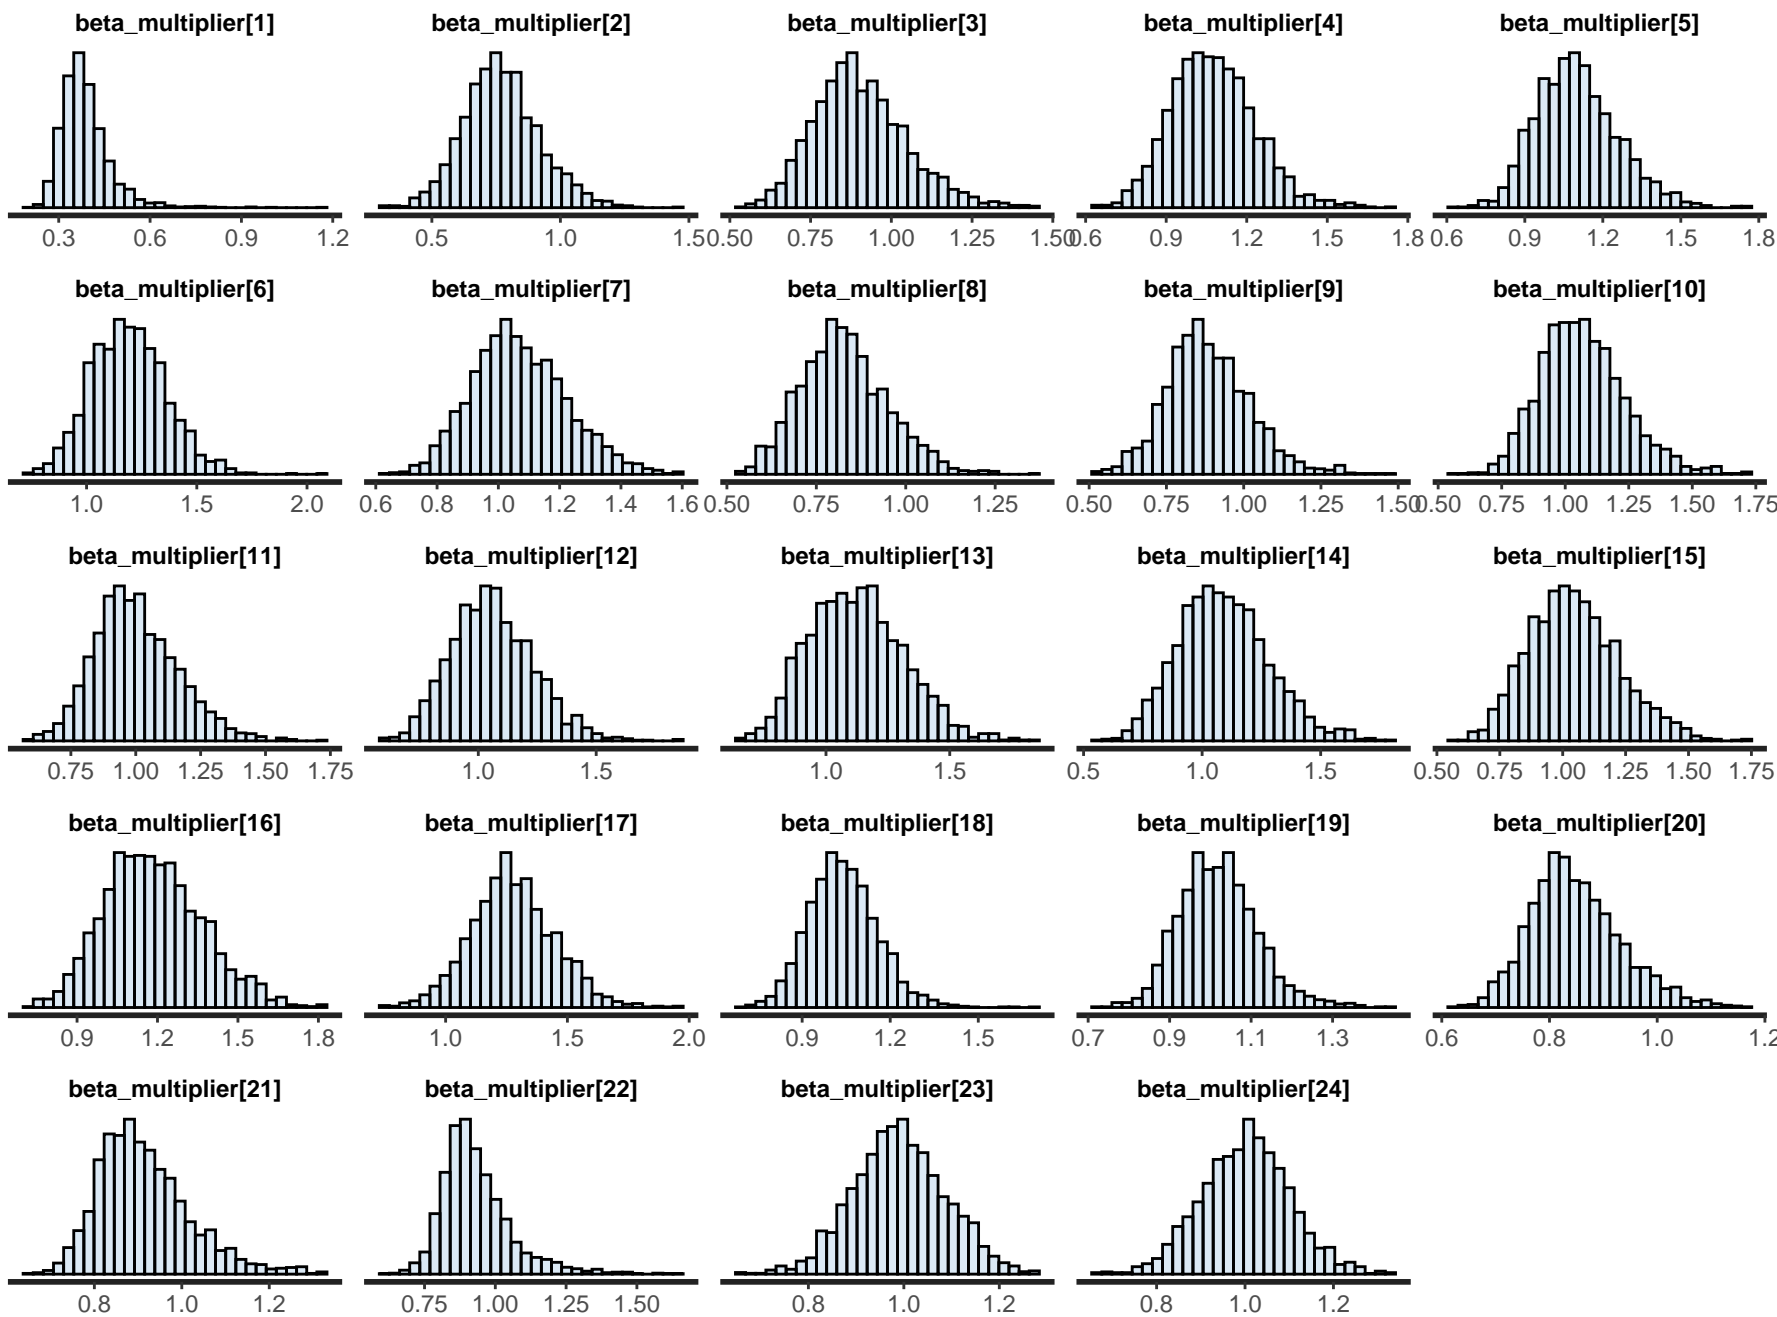 beta_multiplier[1] beta_multiplier[2] beta_multiplier[3] beta_multiplier[4] beta_multiplier[5]
0.3 0.6 0.9 1.2 0.5 1.0 1.50 0.50 0.75 1.00 1.25 1.50 0.6 0.9 1.2 1.5 1.8 0.6 0.9 1.2 1.5 1.8
beta_multiplier[6] beta_multiplier[7] beta_multiplier[8] beta_multiplier[9] beta_multiplier[10]
1.0 1.5 2.0 0.6 0.8 1.0 1.2 1.4 1.6 0.50 0.75 1.00 1.25 0.50 0.75 1.00 1.25 1.50 0.50 0.75 1.00 1.25 1.50 1.75
beta_multiplier[11] beta_multiplier[12] beta_multiplier[13] beta_multiplier[14] beta_multiplier[15]
0.75 1.00 1.25 1.50 1.75 1.0 1.5 1.0 1.5 0.5 1.0 1.5 0.50 0.75 1.00 1.25 1.50 1.75
beta_multiplier[16] beta_multiplier[17] beta_multiplier[18] beta_multiplier[19] beta_multiplier[20]
0.9 1.2 1.5 1.8 1.0 1.5 2.0 0.9 1.2 1.5 0.7 0.9 1.1 1.3 0.6 0.8 1.0 1.2
beta_multiplier[21] beta_multiplier[22] beta_multiplier[23] beta_multiplier[24]
0.8 1.0 1.2 0.75 1.00 1.25 1.50 0.8 1.0 1.2 0.8 1.0 1.2